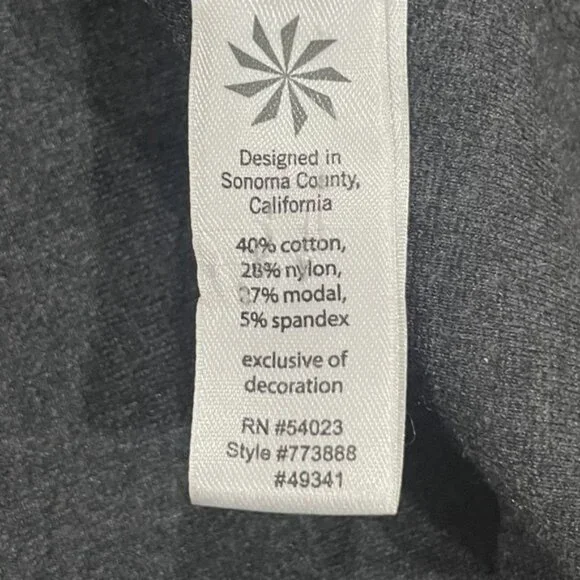 Designed in
Sonoma County,
California
40% cotton,
28% nylon,
27% modal,
5% spandex
exclusive of
decoration
RN #54023
Style #773888
#49341